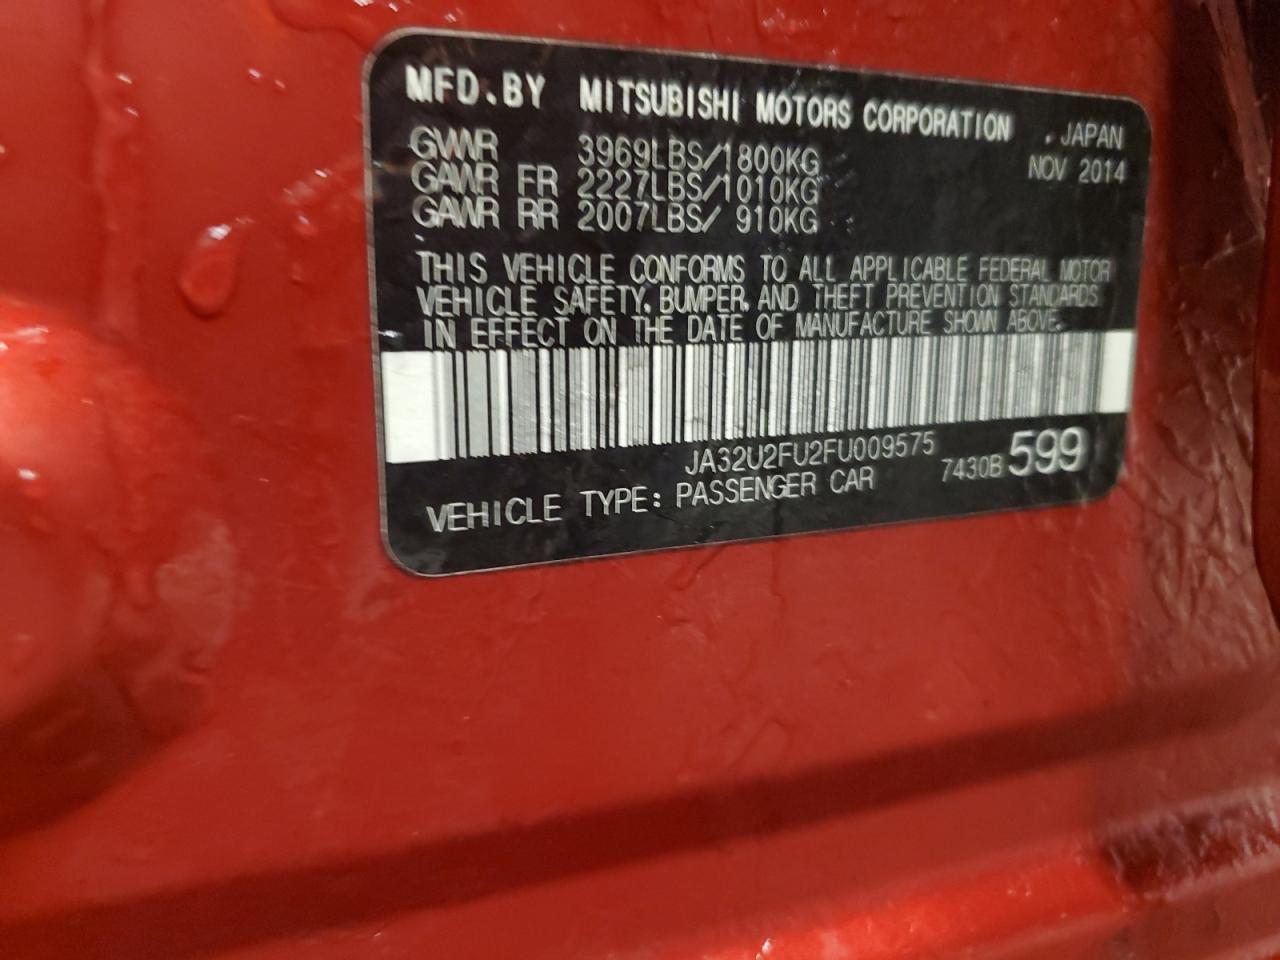 MFD.BY MITSUBISHI MOTORS CORPORATION . JAPAN
GVWR 3969LBS/1800KG NOV 2014
GAWR FR 2227LBS/1010KG
GAWR RR 2007LBS/ 910KG
THIS VEHICLE CONFORMS TO ALL APPLICABLE FEDERAL MOTOR
VEHICLE SAFETY, BUMPER, AND THEFT PREVENTION STANDARDS
IN EFFECT ON THE DATE OF MANUFACTURE SHOWN ABOVE.
JA32U2FU2FU009575
VEHICLE TYPE: PASSENGER CAR 7430B 599